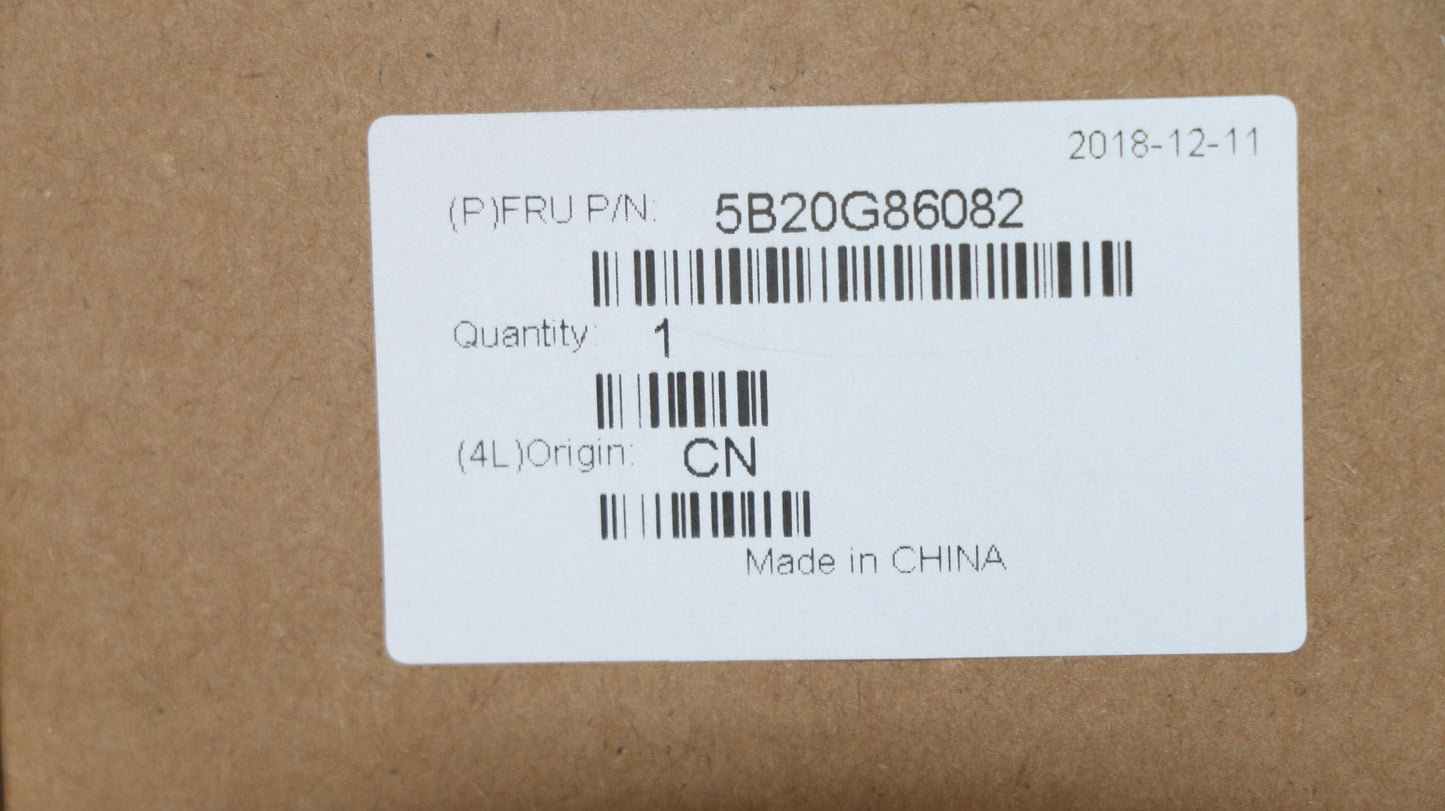 2018-12-11
(P)FRU P/N: 5B20G86082
Quantity: 1
(4L)Origin: CN
Made in CHINA